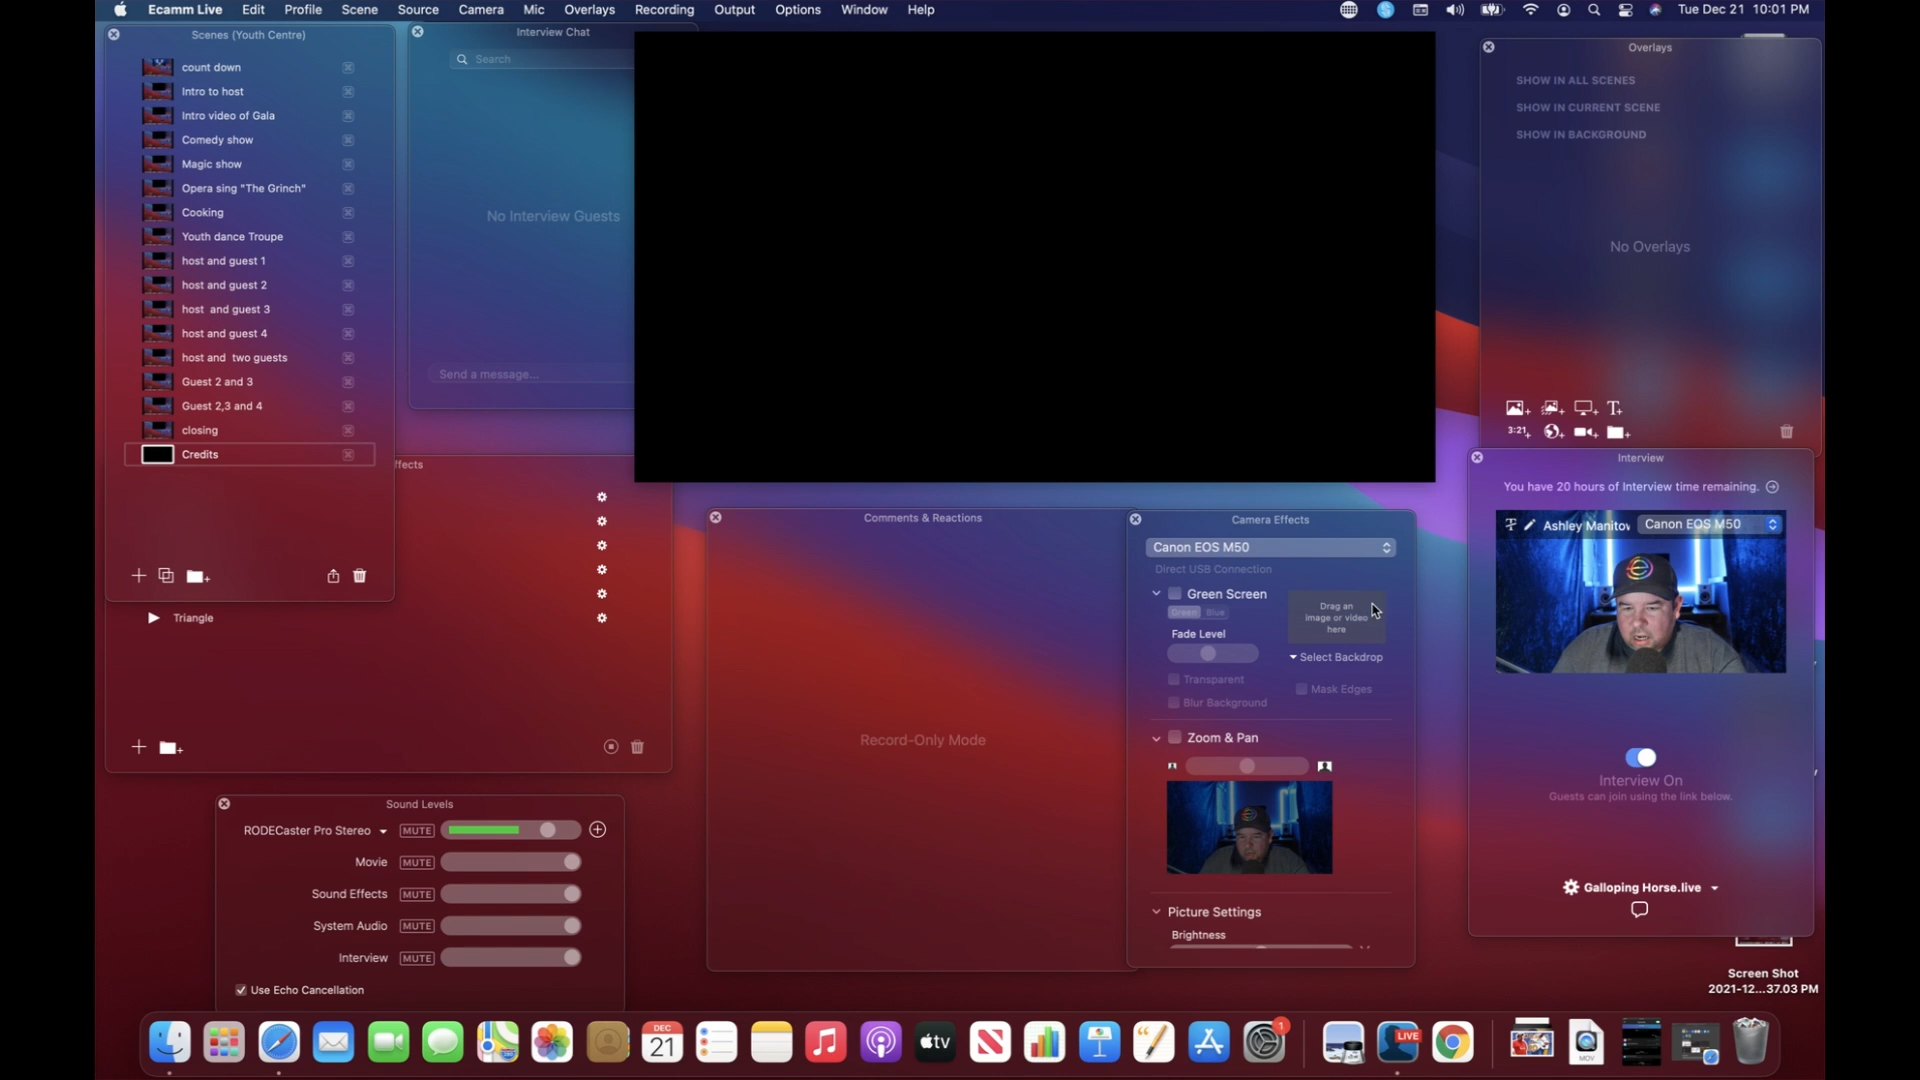 Ecamm Live Edit Profile Scene Source Camera Mic Overlays Recording Output Options Window Help Tue Dec 21 10:01 PM
Scenes (Youth Centre)
count down
Intro to host
Intro video of Gala
Comedy show
Magic show
Opera sing "The Grinch"
Cooking
Youth dance Troupe
host and guest 1
host and guest 2
host and guest 3
host and guest 4
host and two guests
Guest 2 and 3
Guest 2,3 and 4
closing
Credits
ffects
Triangle
Interview Chat
Search
No Interview Guests
Send a message...
Sound Levels
RODECaster Pro Stereo MUTE
Movie MUTE
Sound Effects MUTE
System Audio MUTE
Interview MUTE
Use Echo Cancellation
Comments & Reactions
Record-Only Mode
Camera Effects
Canon EOS M50
Direct USB Connection
Green Screen
Green Blue
Drag an
image or video
here
Fade Level
Select Backdrop
Transparent
Mask Edges
Blur Background
Zoom & Pan
Picture Settings
Brightness
Overlays
SHOW IN ALL SCENES
SHOW IN CURRENT SCENE
SHOW IN BACKGROUND
No Overlays
3:21
Interview
You have 20 hours of Interview time remaining.
Ashley Manitov Canon EOS M50
Interview On
Guests can join using the link below.
Galloping Horse.live
Screen Shot
2021-12...37.03 PM
DEC
21
tv
1
LIVE
MOV